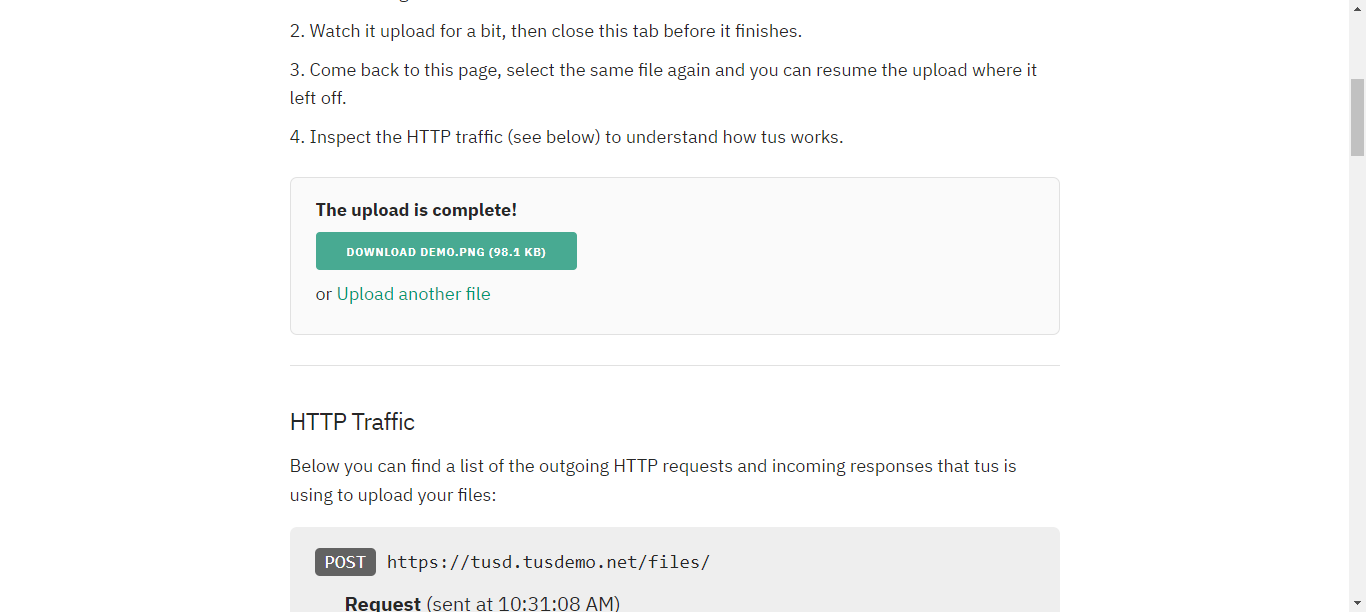 2. Watch it upload for a bit, then close this tab before it finishes.
3. Come back to this page, select the same file again and you can resume the upload where it
left off.
4. Inspect the HTTP traffic (see below) to understand how tus works.
The upload is complete!
DOWNLOAD DEMO.PNG (98.1 KB)
or Upload another file
HTTP Traffic
Below you can find a list of the outgoing HTTP requests and incoming responses that tus is
using to upload your files:
POST https://tusd.tusdemo.net/files/
Request (sent at 10:31:08 AM)